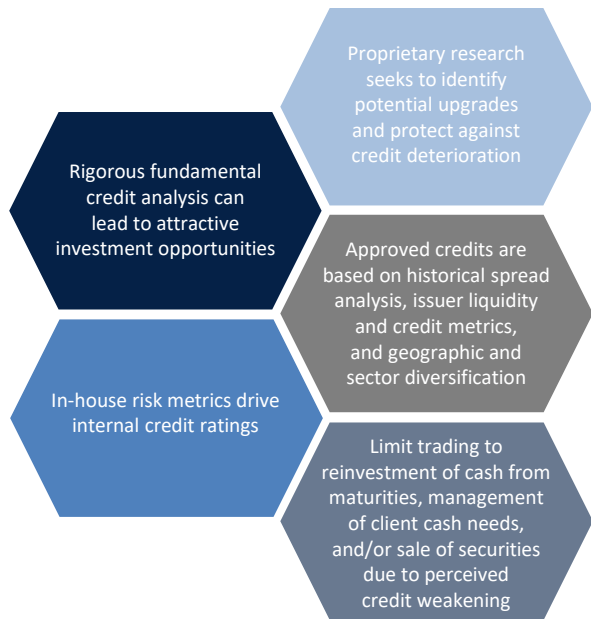 Proprietary research
seeks to identify
potential upgrades
and protect against
credit deterioration
Rigorous fundamental
credit analysis can
lead to attractive
investment opportunities
Approved credits are
based on historical spread
analysis, issuer liquidity
and credit metrics,
and geographic and
sector diversification
In-house risk metrics drive
internal credit ratings
Limit trading to
reinvestment of cash from
maturities, management
of client cash needs,
and/or sale of securities
due to perceived
credit weakening